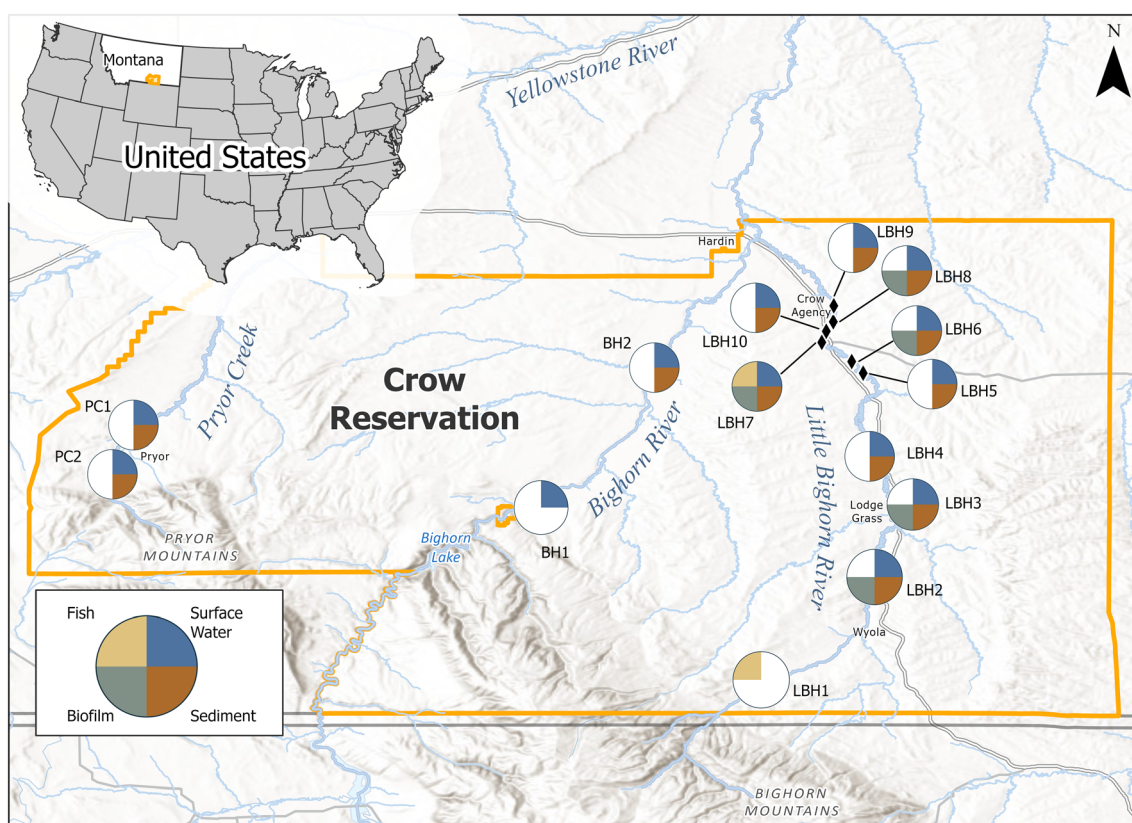 Montana
United States
N
Yellowstone River
Hardin
LBH9
LBH8
Crow
Agency
LBH10
LBH6
LBH7
LBH5
BH2
Crow
Reservation
Pryor Creek
PC1
Pryor
PC2
Bighorn River
Little Bighorn River
LBH4
Lodge
Grass
LBH3
BH1
Bighorn
Lake
PRYOR
MOUNTAINS
LBH2
Wyola
LBH1
Fish
Surface
Water
Biofilm
Sediment
BIGHORN
MOUNTAINS